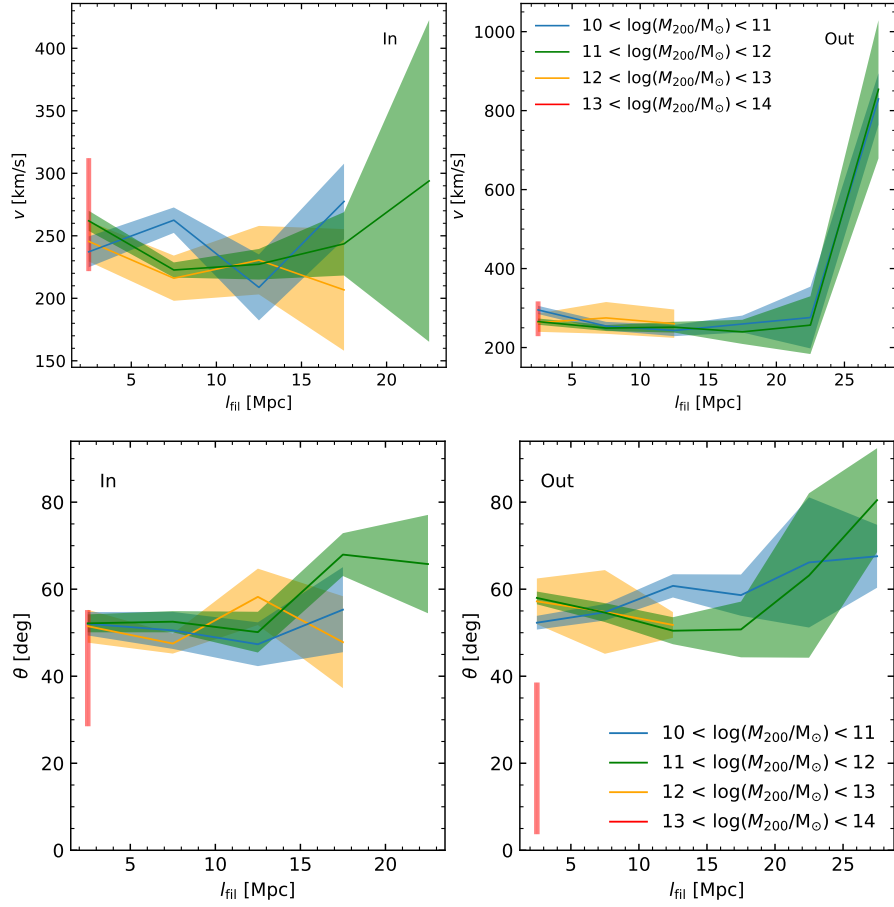 In
400
350
300
250
200
150
v [km/s]
5 10 15 20
l_fil [Mpc]
10 < log(M_200/M_⊙) < 11
11 < log(M_200/M_⊙) < 12
12 < log(M_200/M_⊙) < 13
13 < log(M_200/M_⊙) < 14
Out
1000
800
600
400
200
v [km/s]
5 10 15 20 25
l_fil [Mpc]
In
80
60
40
20
0
θ [deg]
5 10 15 20
l_fil [Mpc]
Out
80
60
40
20
0
θ [deg]
10 < log(M_200/M_⊙) < 11
11 < log(M_200/M_⊙) < 12
12 < log(M_200/M_⊙) < 13
13 < log(M_200/M_⊙) < 14
5 10 15 20 25
l_fil [Mpc]